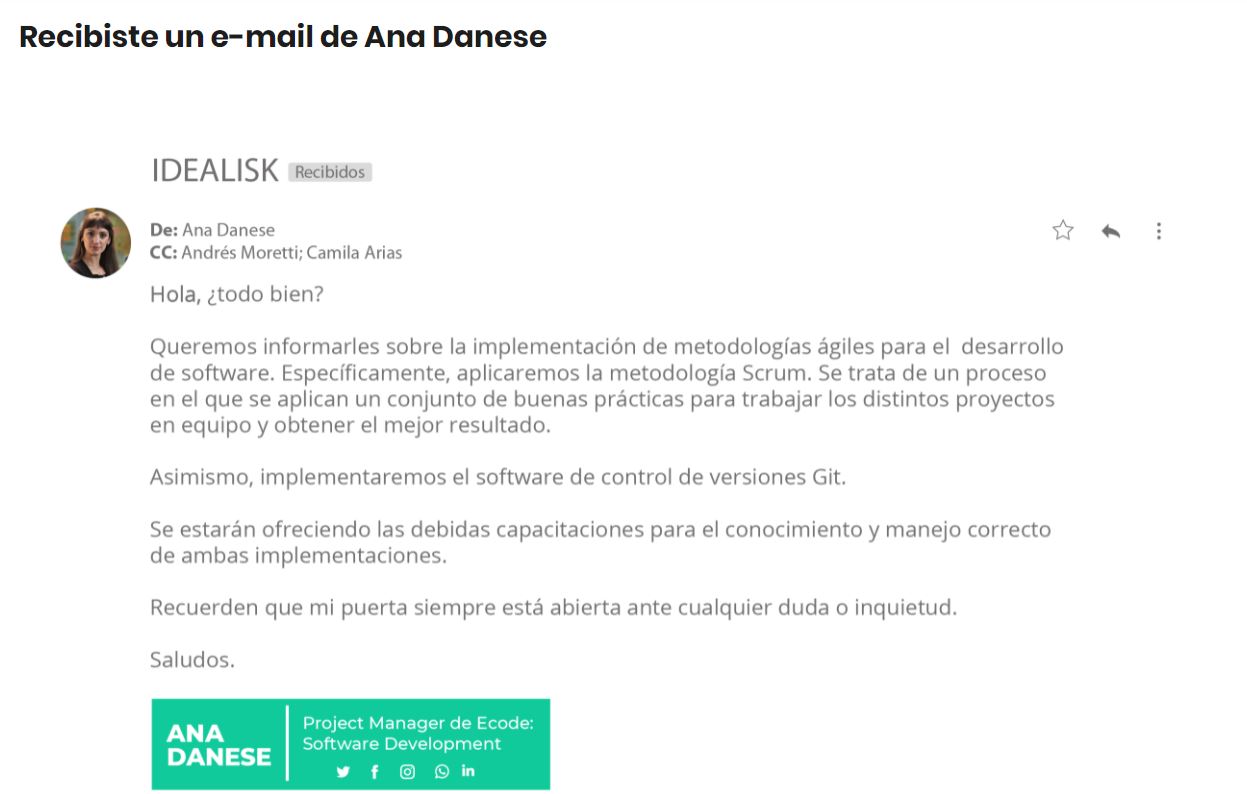 Recibiste un e-mail de Ana Danese
IDEALISK Recibidos
De: Ana Danese
CC: Andrés Moretti; Camila Arias
Hola, ¿todo bien?
Queremos informarles sobre la implementación de metodologías ágiles para el  desarrollo
de software. Específicamente, aplicaremos la metodología Scrum. Se trata de un proceso
en el que se aplican un conjunto de buenas prácticas para trabajar los distintos proyectos
en equipo y obtener el mejor resultado.
Asimismo, implementaremos el software de control de versiones Git.
Se estarán ofreciendo las debidas capacitaciones para el conocimiento y manejo correcto
de ambas implementaciones.
Recuerden que mi puerta siempre está abierta ante cualquier duda o inquietud.
Saludos.
ANA
DANESE
Project Manager de Ecode:
Software Development